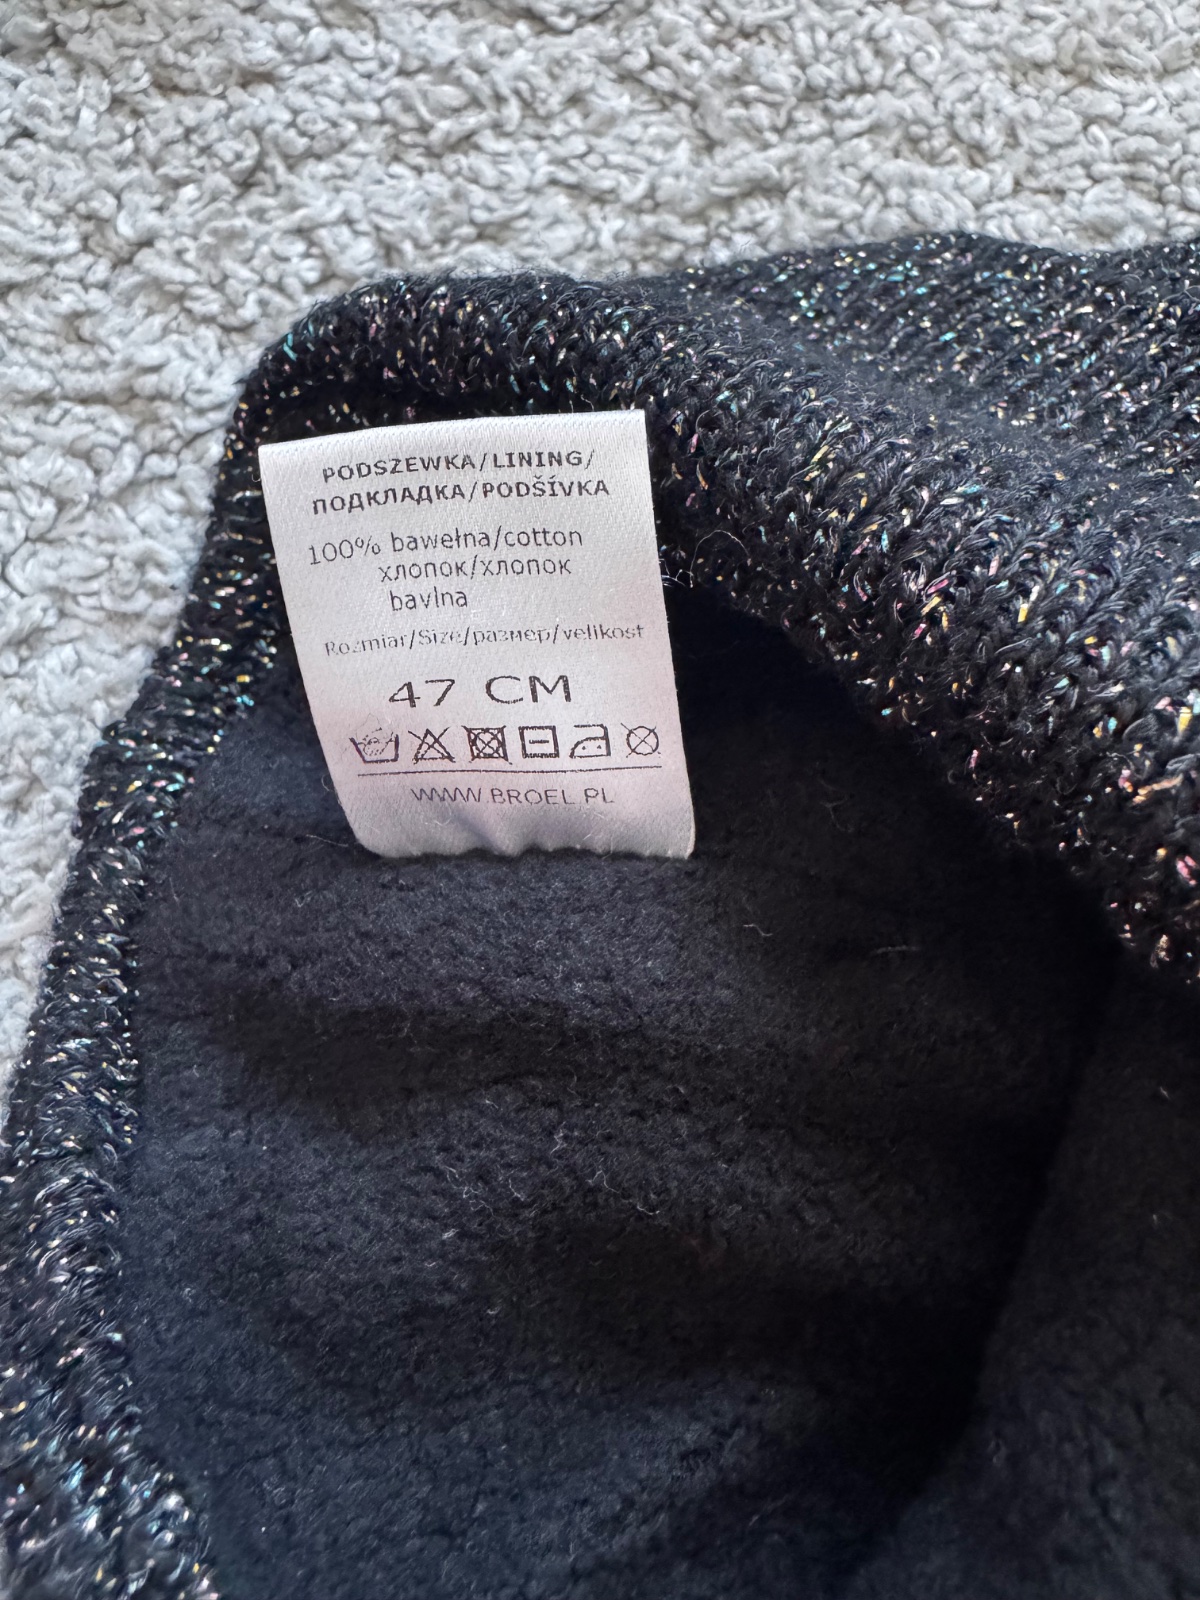 PODSZEWKA/LINING/
ПОДКЛАДКА/PODŠÍVKA
100% bawełna/cotton
хлопок/хлопок
bavlna
Rozmiar/Size/размер/velikost
47 CM
WWW.BROEL.PL